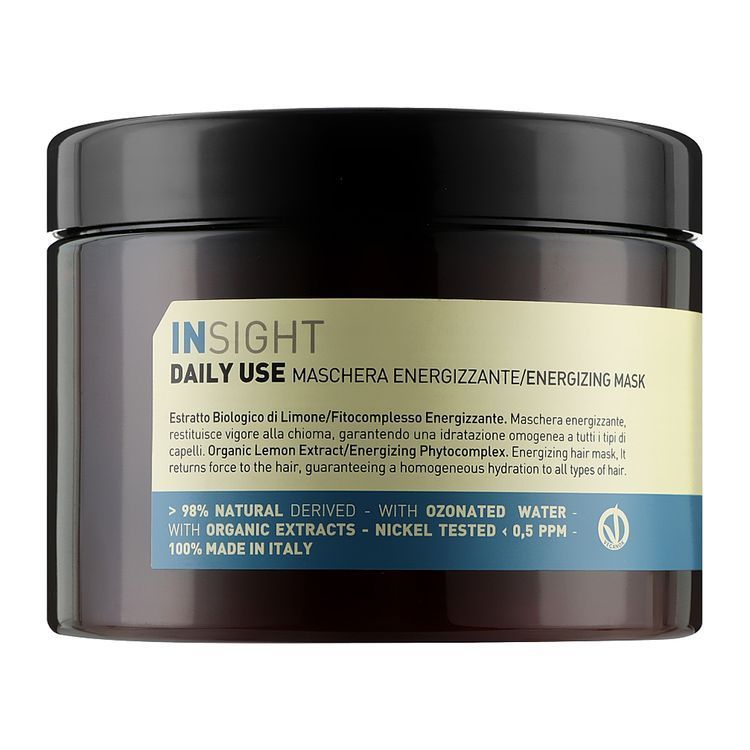 INSIGHT
DAILY USE MASCHERA ENERGIZZANTE/ENERGIZING MASK
Estratto Biologico di Limone/Fitocomplesso Energizzante. Maschera energizzante,
restituisce vigore alla chioma, garantendo una idratazione omogenea a tutti i tipi di
capelli. Organic Lemon Extract/Energizing Phytocomplex. Energizing hair mask, It
returns force to the hair, guaranteeing a homogeneous hydration to all types of hair.
> 98% NATURAL DERIVED - WITH OZONATED WATER -
WITH ORGANIC EXTRACTS - NICKEL TESTED < 0,5 PPM -
100% MADE IN ITALY
VEGANOK